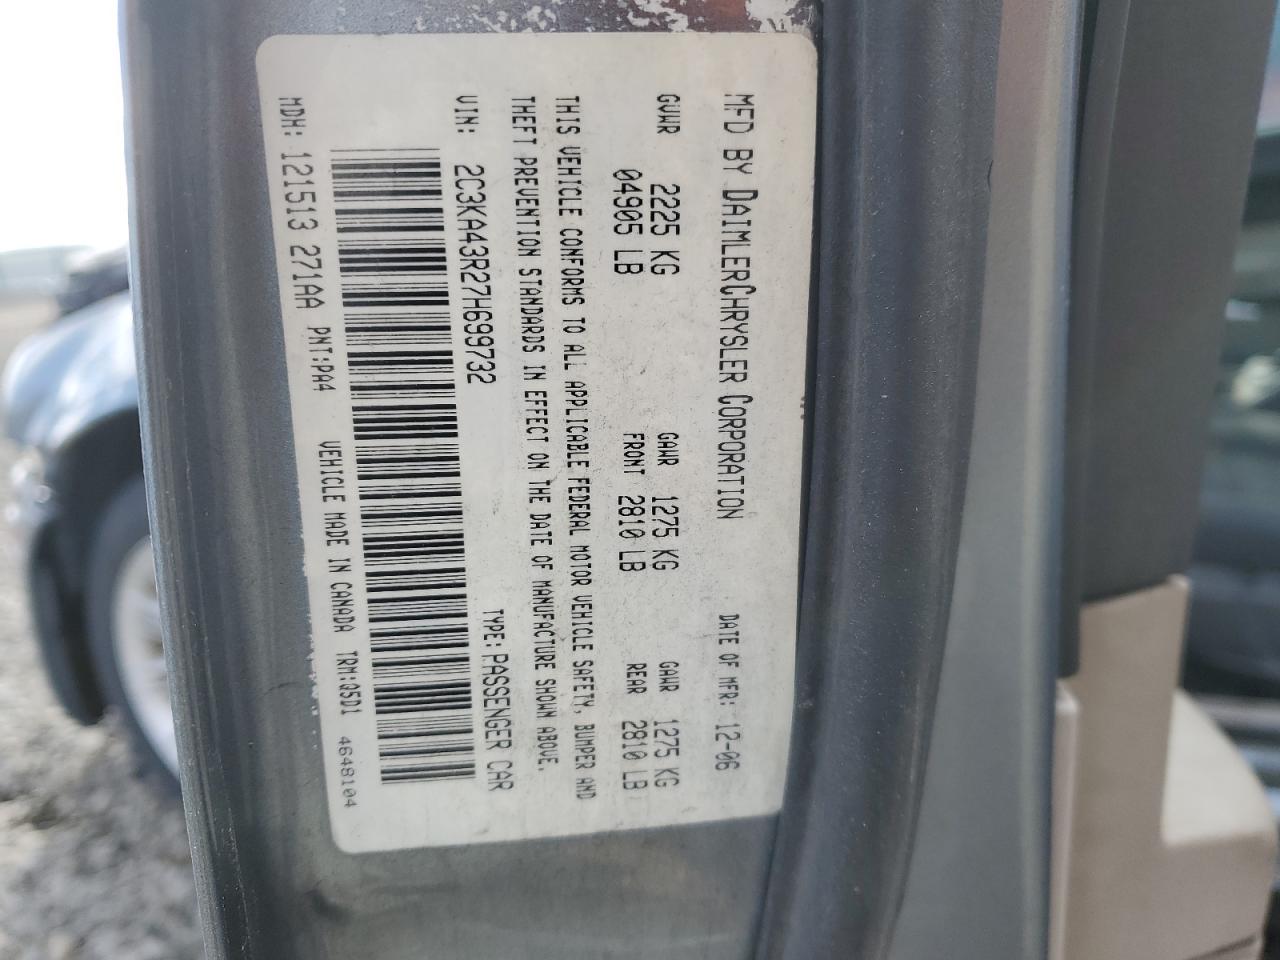 MFD BY DAIMLERCHRYSLER CORPORATION DATE OF MFR: 12-06
GVWR 2225 KG GAWR 1275 KG GAWR 1275 KG
04905 LB FRONT 2810 LB REAR 2810 LB
THIS VEHICLE CONFORMS TO ALL APPLICABLE FEDERAL MOTOR VEHICLE SAFETY, BUMPER AND
THEFT PREVENTION STANDARDS IN EFFECT ON THE DATE OF MANUFACTURE SHOWN ABOVE.
VIN: 2C3KA43R27H699732 TYPE: PASSENGER CAR
MDH: 121513 271AA PNT:PA4 VEHICLE MADE IN CANADA TRM:Q5D1 4648104